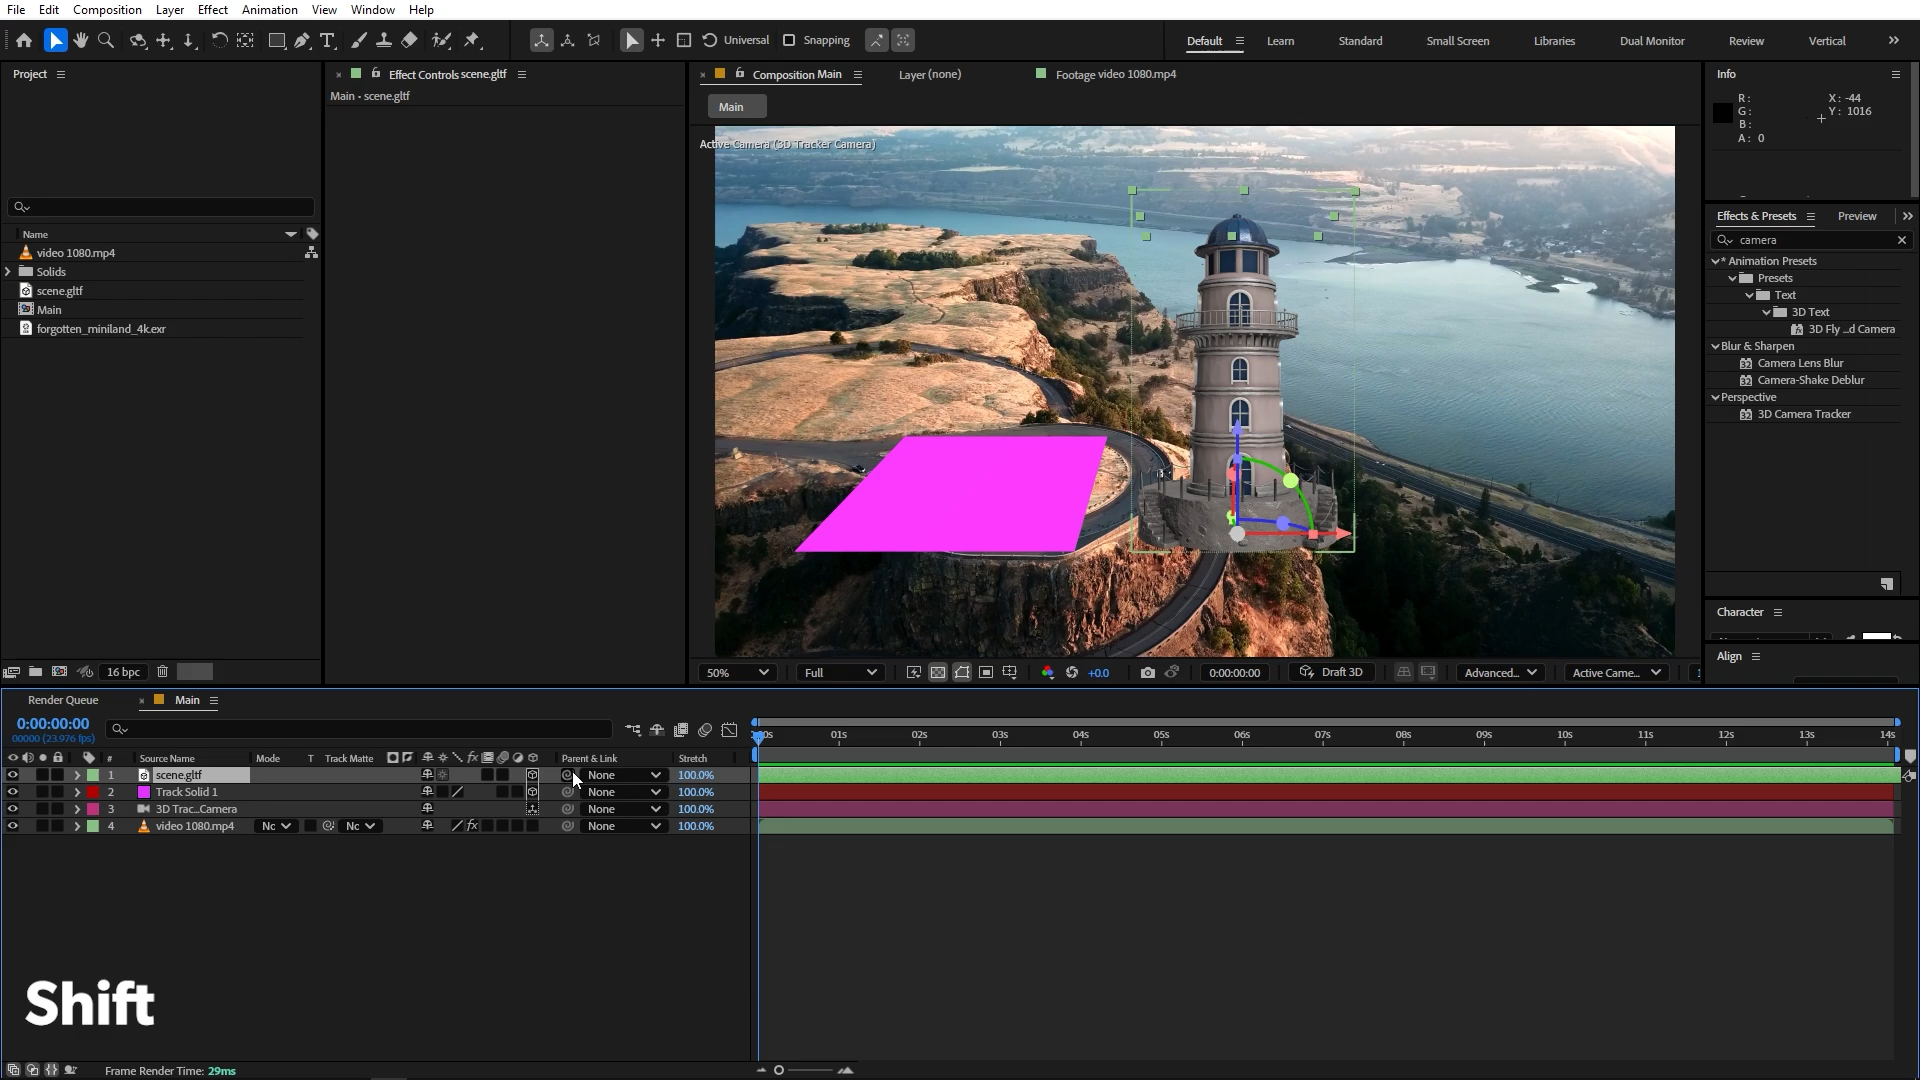 File Edit Composition Layer Effect Animation View Window Help
Universal Snapping Default Learn Standard Small Screen Libraries Dual Monitor Review Vertical
Project
Effect Controls scene.gltf
Main • scene.gltf
Composition Main Layer (none) Footage video 1080.mp4
Main
Active Camera (3D Tracker Camera)
Info
R: X: -44
G: Y: 1016
B:
A: 0
Name
video 1080.mp4
Solids
scene.gltf
Main
forgotten_miniland_4k.exr
Effects & Presets Preview
camera
* Animation Presets
Presets
Text
3D Text
3D Fly ...d Camera
Blur & Sharpen
Camera Lens Blur
Camera-Shake Deblur
Perspective
3D Camera Tracker
Character
Align
16 bpc
50% Full +0.0 0:00:00:00 Draft 3D Advanced... Active Came...
Render Queue Main
0:00:00:00
00000 (23.976 fps)
00s 01s 02s 03s 04s 05s 06s 07s 08s 09s 10s 11s 12s 13s 14s
# Source Name Mode T Track Matte fx Parent & Link Stretch
1 scene.gltf None 100.0%
2 Track Solid 1 None 100.0%
3 3D Trac...Camera None 100.0%
4 video 1080.mp4 Nc Nc fx None 100.0%
Shift
Frame Render Time: 29ms